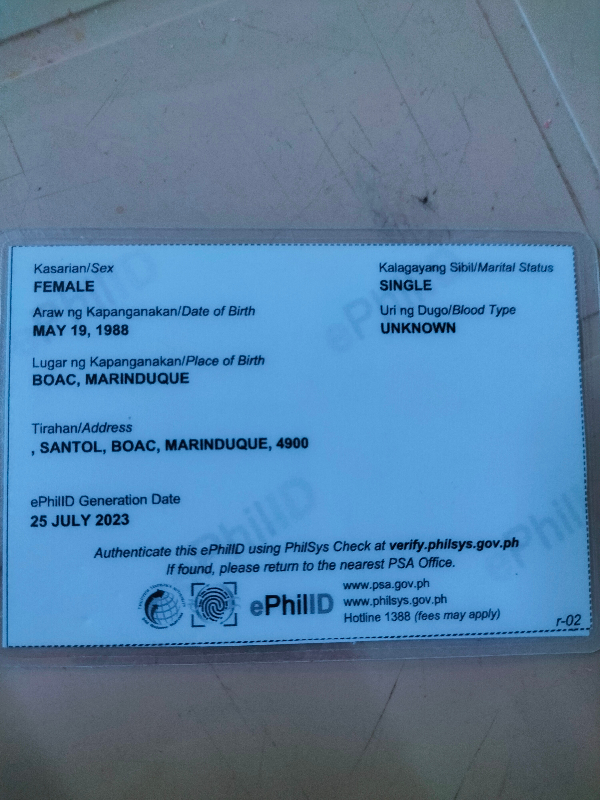 Kasarian/Sex
FEMALE
Kalagayang Sibil/Marital Status
SINGLE
Araw ng Kapanganakan/Date of Birth
MAY 19, 1988
Uri ng Dugo/Blood Type
UNKNOWN
Lugar ng Kapanganakan/Place of Birth
BOAC, MARINDUQUE
Tirahan/Address
, SANTOL, BOAC, MARINDUQUE, 4900
ePhilID Generation Date
25 JULY 2023
Authenticate this ePhilID using PhilSys Check at verify.philsys.gov.ph
If found, please return to the nearest PSA Office.
ePhilID
www.psa.gov.ph
www.philsys.gov.ph
Hotline 1388 (fees may apply)
r-02